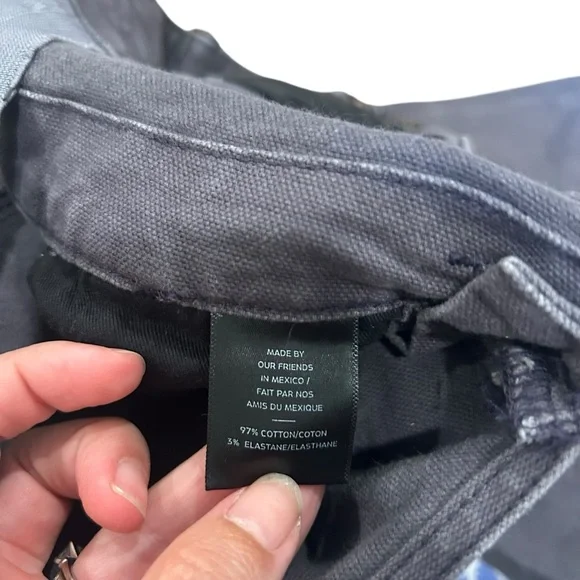 MADE BY
OUR FRIENDS
IN MEXICO /
FAIT PAR NOS
AMIS DU MEXIQUE
97% COTTON/COTON
3% ELASTANE/ELASTHANE